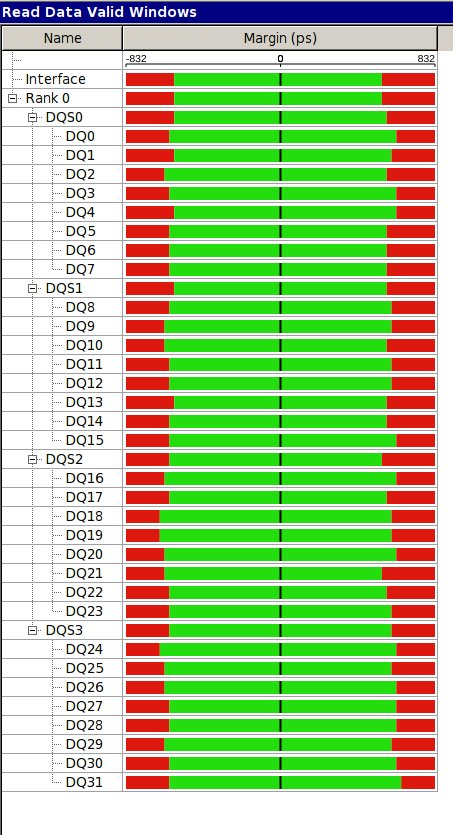 Read Data Valid Windows
Name Margin (ps)
-832 0 832
Interface
Rank 0
DQS0
DQ0
DQ1
DQ2
DQ3
DQ4
DQ5
DQ6
DQ7
DQS1
DQ8
DQ9
DQ10
DQ11
DQ12
DQ13
DQ14
DQ15
DQS2
DQ16
DQ17
DQ18
DQ19
DQ20
DQ21
DQ22
DQ23
DQS3
DQ24
DQ25
DQ26
DQ27
DQ28
DQ29
DQ30
DQ31